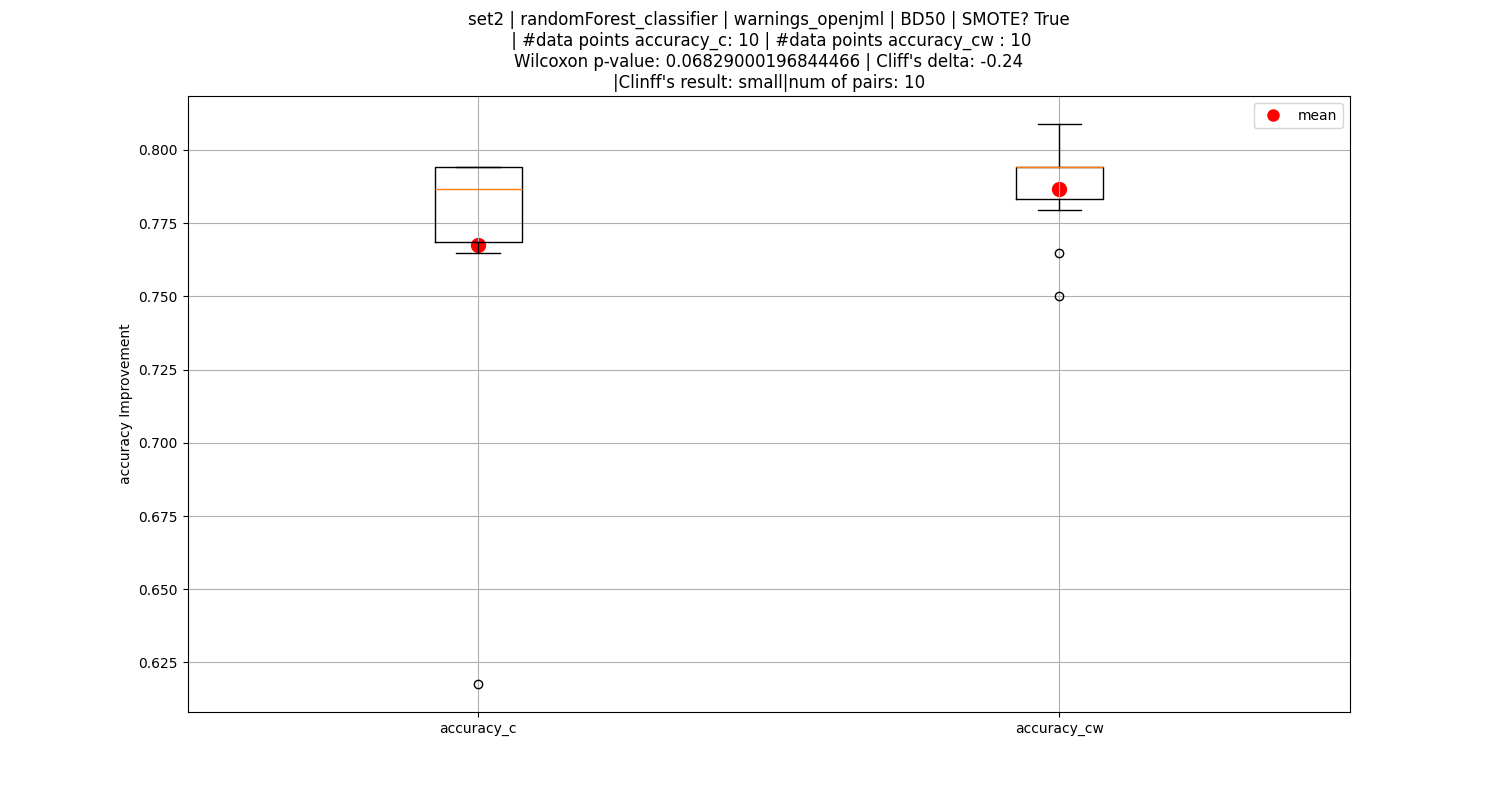 set2 | randomForest_classifier | warnings_openjml | BD50 | SMOTE? True
| #data points accuracy_c: 10 | #data points accuracy_cw : 10
Wilcoxon p-value: 0.06829000196844466 | Cliff's delta: -0.24
|Clinff's result: small|num of pairs: 10
mean
0.800
0.775
0.750
0.725
0.700
0.675
0.650
0.625
accuracy Improvement
accuracy_c
accuracy_cw